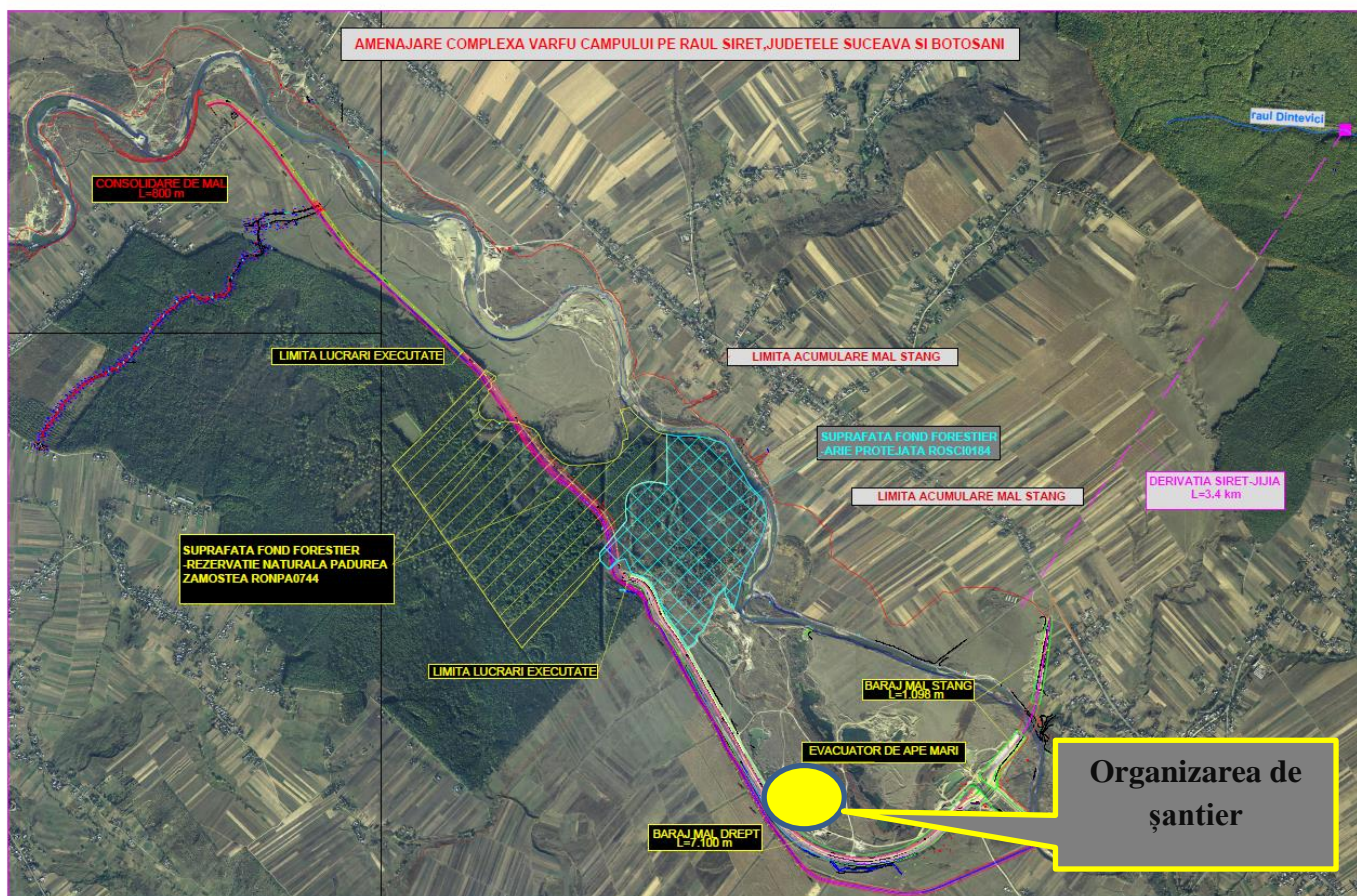 AMENAJARE COMPLEXA VARFU CAMPULUI PE RAUL SIRET,JUDETELE SUCEAVA SI BOTOSANI
raul Dintevici
CONSOLIDARE DE MAL
L=800 m
LIMITA LUCRARI EXECUTATE
LIMITA ACUMULARE MAL STANG
SUPRAFATA FOND FORESTIER
-ARIE PROTEJATA ROSCI0184
LIMITA ACUMULARE MAL STANG
DERIVATIA SIRET-JIJIA
L=3.4 km
SUPRAFATA FOND FORESTIER
-REZERVATIE NATURALA PADUREA
ZAMOSTEA RONPA0744
LIMITA LUCRARI EXECUTATE
BARAJ MAL STANG
L=1.098 m
EVACUATOR DE APE MARI
Organizarea de
șantier
BARAJ MAL DREPT
L=7.100 m